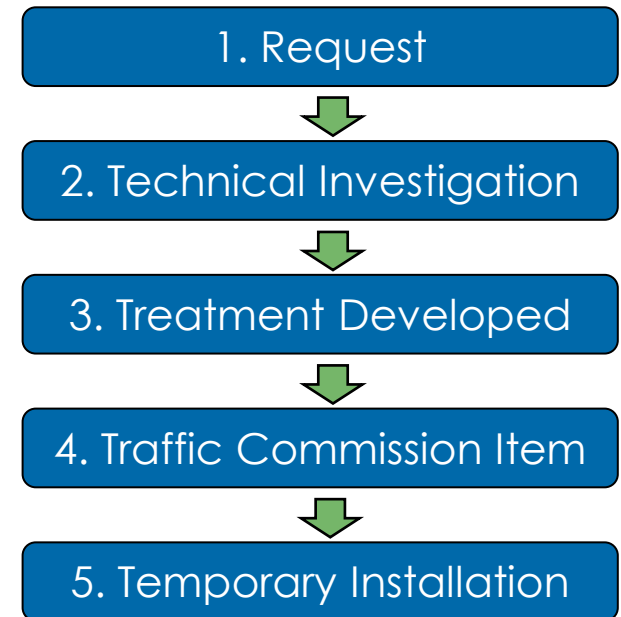 1. Request
2. Technical Investigation
3. Treatment Developed
4. Traffic Commission Item
5. Temporary Installation